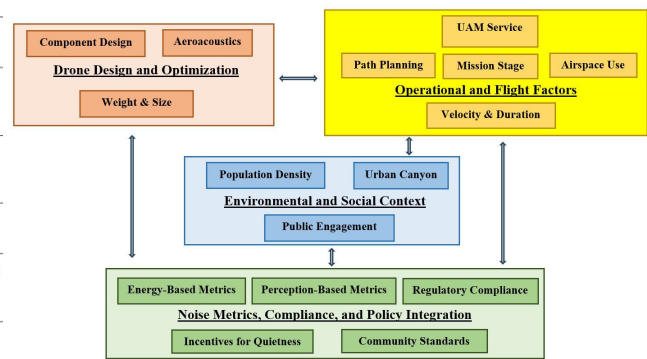 Component Design
Aeroacoustics
Drone Design and Optimization
Weight & Size
UAM Service
Path Planning
Mission Stage
Airspace Use
Operational and Flight Factors
Velocity & Duration
Population Density
Urban Canyon
Environmental and Social Context
Public Engagement
Energy-Based Metrics
Perception-Based Metrics
Regulatory Compliance
Noise Metrics, Compliance, and Policy Integration
Incentives for Quietness
Community Standards